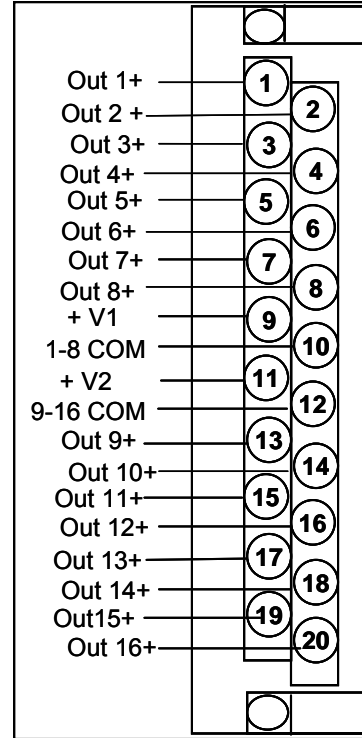 Out 1+ 1
Out 2 + 2
Out 3+ 3
Out 4+ 4
Out 5+ 5
Out 6+ 6
Out 7+ 7
Out 8+ 8
+ V1 9
1-8 COM 10
+ V2 11
9-16 COM 12
Out 9+ 13
Out 10+ 14
Out 11+ 15
Out 12+ 16
Out 13+ 17
Out 14+ 18
Out15+ 19
Out 16+ 20